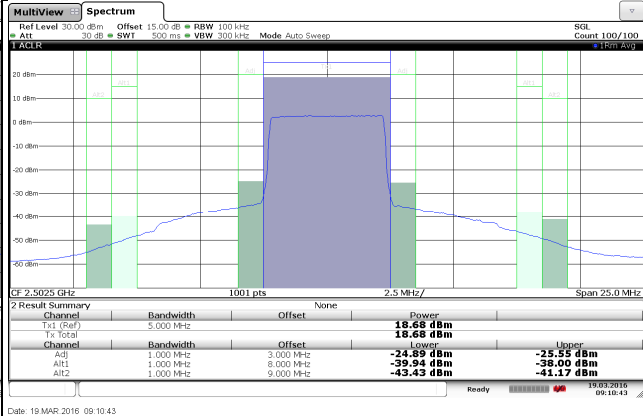 MultiView Spectrum
Ref Level 30.00 dBm Offset 15.00 dB RBW 100 kHz SGL
Att 30 dB SWT 500 ms VBW 300 kHz Mode Auto Sweep Count 100/100
1 ACLR 1Rm Avg
20 dBm
10 dBm
0 dBm
-10 dBm
-20 dBm
-30 dBm
-40 dBm
-50 dBm
-60 dBm
Alt2 Alt1 Adj Adj Alt1 Alt2
CF 2.5025 GHz 1001 pts 2.5 MHz/ Span 25.0 MHz
2 Result Summary None
Channel Bandwidth Offset Power
Tx1 (Ref) 5.000 MHz 18.68 dBm
Tx Total 18.68 dBm
Channel Bandwidth Offset Lower Upper
Adj 1.000 MHz 3.000 MHz -24.89 dBm -25.55 dBm
Alt1 1.000 MHz 8.000 MHz -39.94 dBm -38.00 dBm
Alt2 1.000 MHz 9.000 MHz -43.43 dBm -41.17 dBm
Ready 19.03.2016
09:10:43
Date: 19.MAR.2016 09:10:43